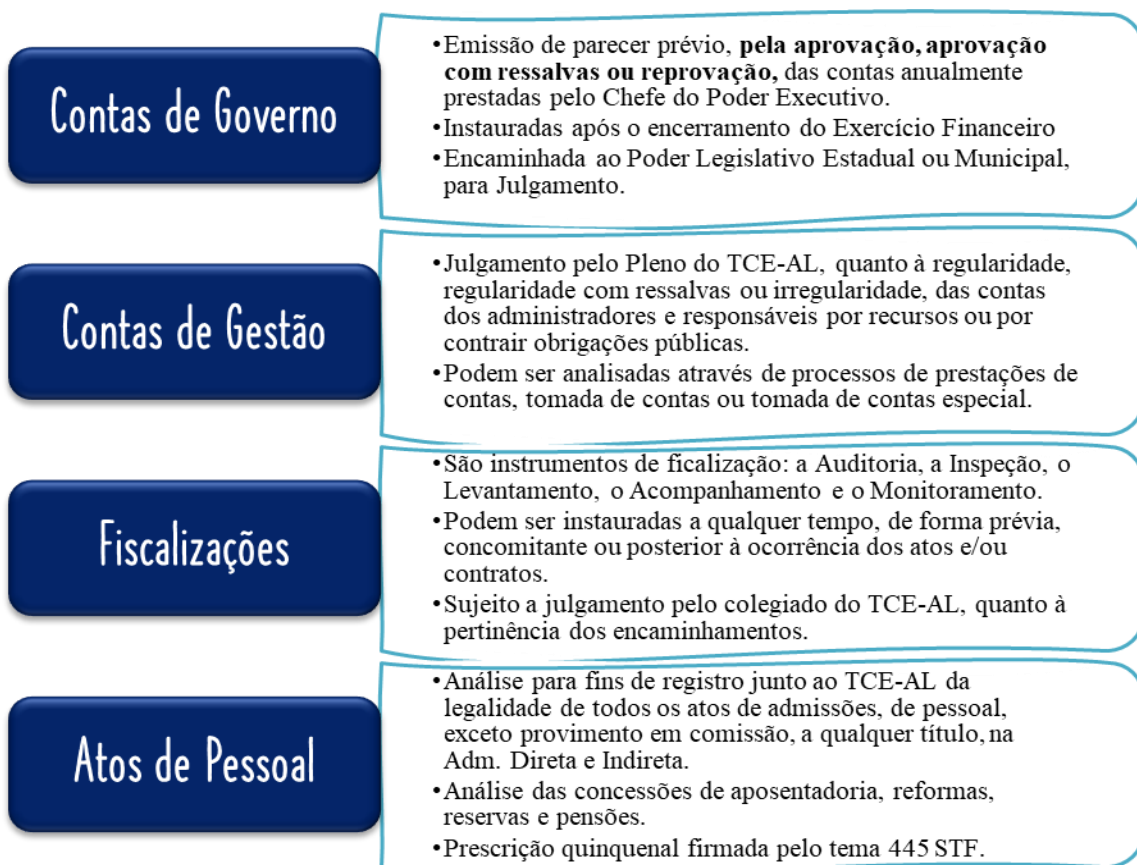 Contas de Governo
•Emissão de parecer prévio, pela aprovação, aprovação
com ressalvas ou reprovação, das contas anualmente
prestadas pelo Chefe do Poder Executivo.
•Instauradas após o encerramento do Exercício Financeiro
•Encaminhada ao Poder Legislativo Estadual ou Municipal,
para Julgamento.
Contas de Gestão
•Julgamento pelo Pleno do TCE-AL, quanto à regularidade,
regularidade com ressalvas ou irregularidade, das contas
dos administradores e responsáveis por recursos ou por
contrair obrigações públicas.
•Podem ser analisadas através de processos de prestações de
contas, tomada de contas ou tomada de contas especial.
Fiscalizações
•São instrumentos de ficalização: a Auditoria, a Inspeção, o
Levantamento, o Acompanhamento e o Monitoramento.
•Podem ser instauradas a qualquer tempo, de forma prévia,
concomitante ou posterior à ocorrência dos atos e/ou
contratos.
•Sujeito a julgamento pelo colegiado do TCE-AL, quanto à
pertinência dos encaminhamentos.
Atos de Pessoal
•Análise para fins de registro junto ao TCE-AL da
legalidade de todos os atos de admissões, de pessoal,
exceto provimento em comissão, a qualquer título, na
Adm. Direta e Indireta.
•Análise das concessões de aposentadoria, reformas,
reservas e pensões.
•Prescrição quinquenal firmada pelo tema 445 STF.